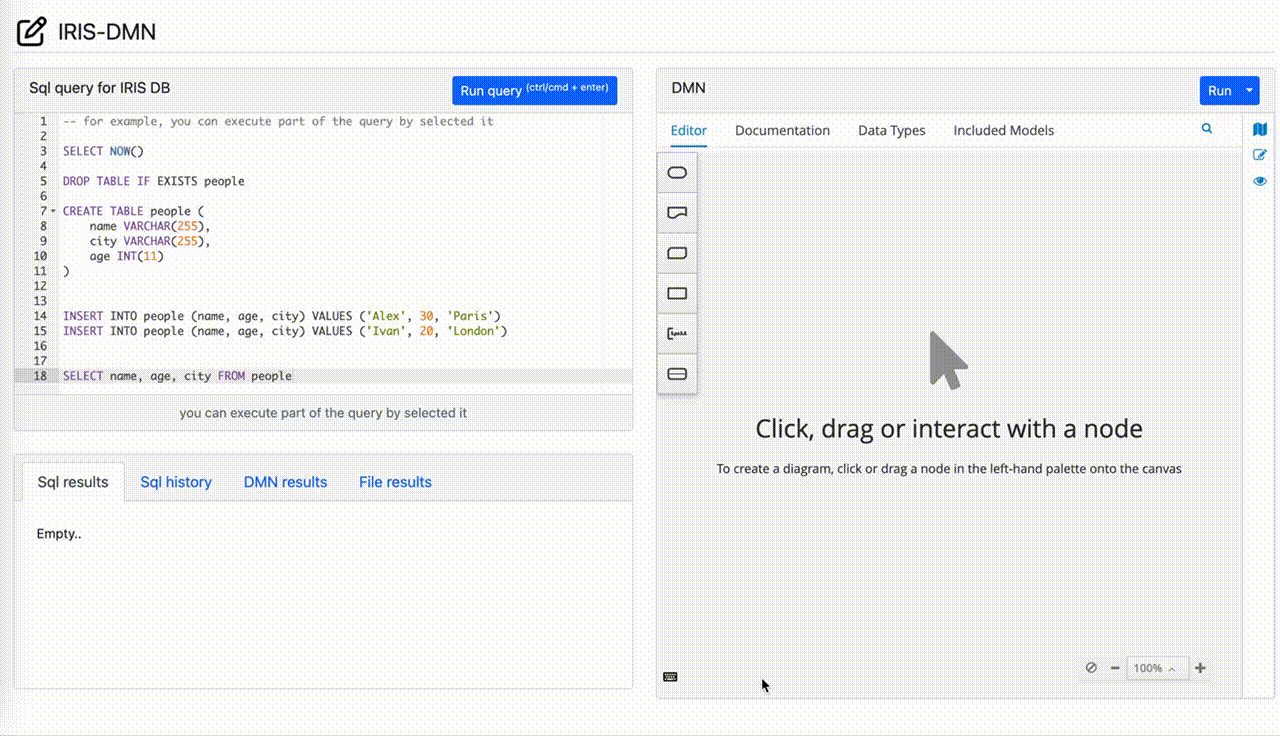 IRIS-DMN
Sql query for IRIS DB
Run query (ctrl/cmd + enter)
1 -- for example, you can execute part of the query by selected it
2
3 SELECT NOW()
4
5 DROP TABLE IF EXISTS people
6
7 CREATE TABLE people (
8 name VARCHAR(255),
9 city VARCHAR(255),
10 age INT(11)
11 )
12
13
14 INSERT INTO people (name, age, city) VALUES ('Alex', 30, 'Paris')
15 INSERT INTO people (name, age, city) VALUES ('Ivan', 20, 'London')
16
17
18 SELECT name, age, city FROM people
you can execute part of the query by selected it
Sql results Sql history DMN results File results
Empty..
DMN
Run
Editor Documentation Data Types Included Models
Click, drag or interact with a node
To create a diagram, click or drag a node in the left-hand palette onto the canvas
100%